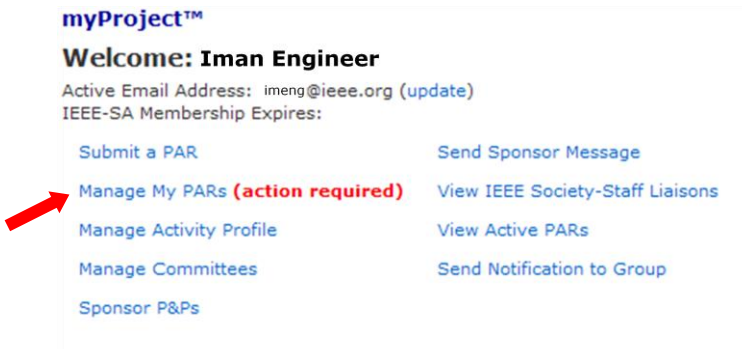 myProject™
Welcome: Iman Engineer
Active Email Address: imeng@ieee.org (update)
IEEE-SA Membership Expires:
Submit a PAR
Send Sponsor Message
Manage My PARs (action required)
View IEEE Society-Staff Liaisons
Manage Activity Profile
View Active PARs
Manage Committees
Send Notification to Group
Sponsor P&Ps